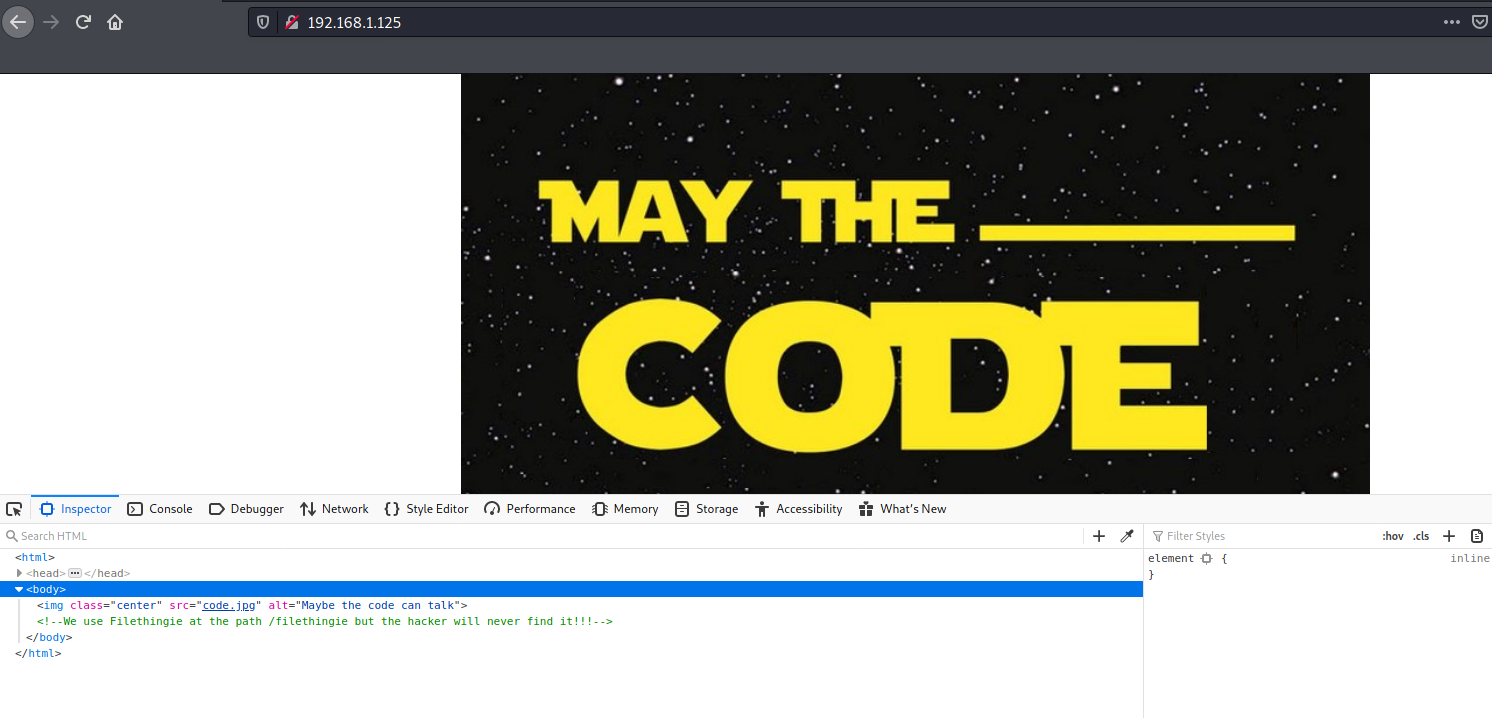 192.168.1.125
MAY THE ______
CODE
Inspector Console Debugger Network Style Editor Performance Memory Storage Accessibility What's New
Search HTML
Filter Styles :hov .cls
<html>
<head> ••• </head>
<body>
<img class="center" src="code.jpg" alt="Maybe the code can talk">
<!--We use Filethingie at the path /filethingie but the hacker will never find it!!!-->
</body>
</html>
element { inline
}